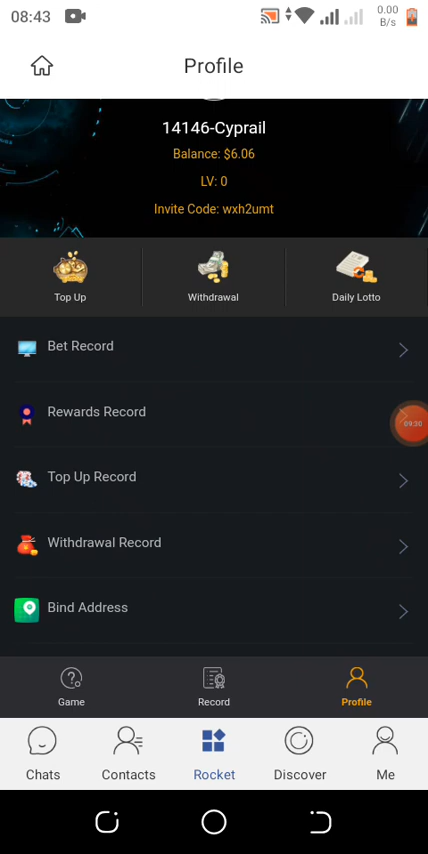 08:43
0.00
B/s
Profile
14146-Cyprail
Balance: $6.06
LV: 0
Invite Code: wxh2umt
Top Up
Withdrawal
Daily Lotto
Bet Record
Rewards Record
09:30
Top Up Record
Withdrawal Record
Bind Address
Game
Record
Profile
Chats
Contacts
Rocket
Discover
Me